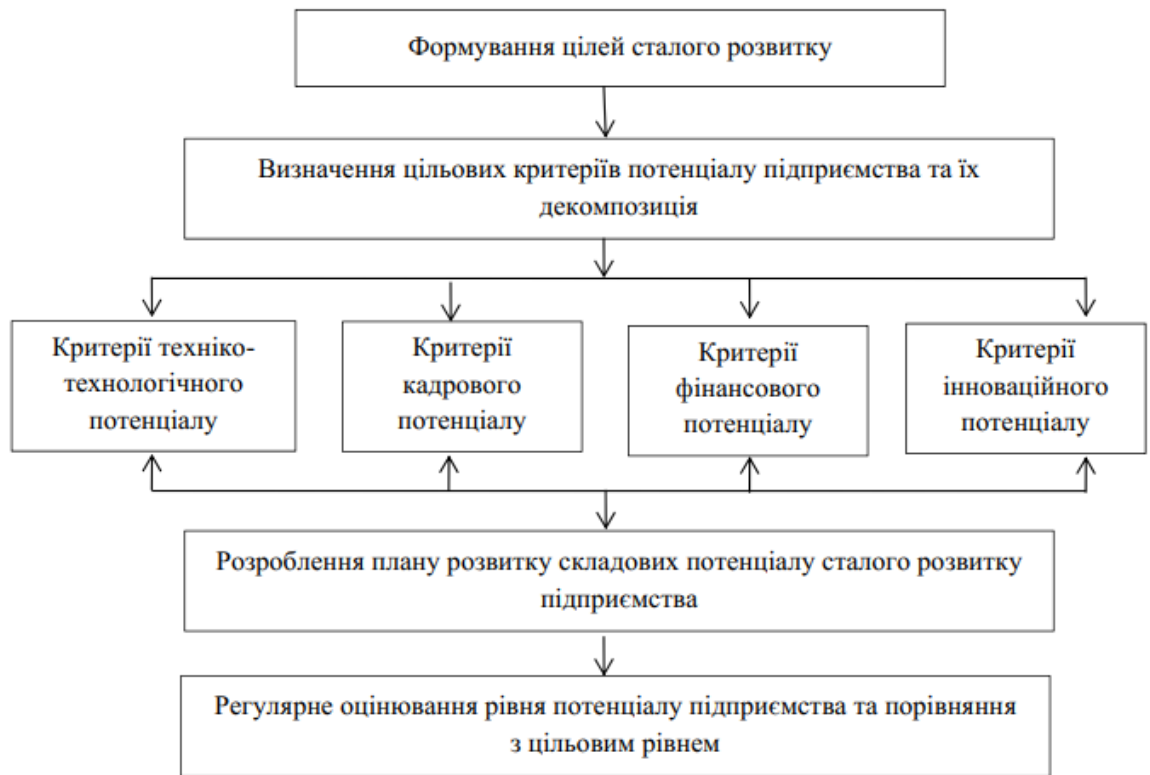 Формування цілей сталого розвитку
Визначення цільових критеріїв потенціалу підприємства та їх
декомпозиція
Критерії техніко-
технологічного
потенціалу
Критерії
кадрового
потенціалу
Критерії
фінансового
потенціалу
Критерії
інноваційного
потенціалу
Розроблення плану розвитку складових потенціалу сталого розвитку
підприємства
Регулярне оцінювання рівня потенціалу підприємства та порівняння
з цільовим рівнем